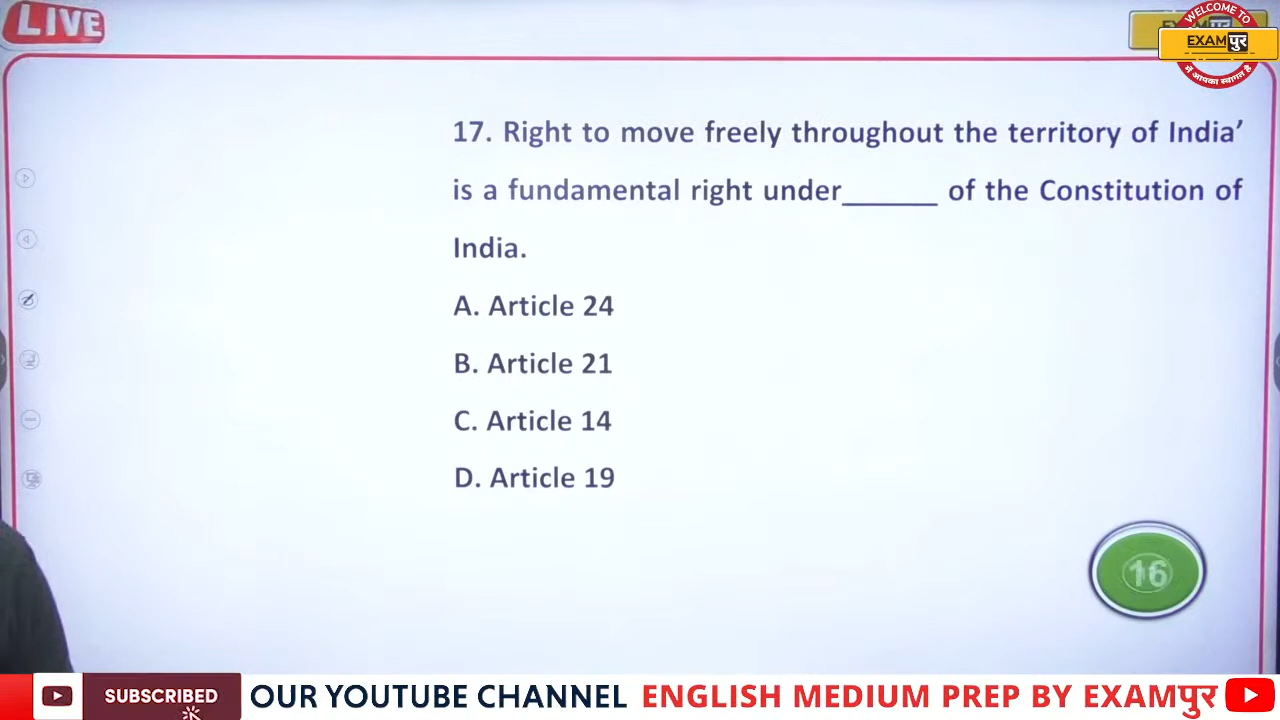 LIVE
WELCOME TO
EXAMपुर
में आपका स्वागत है
17. Right to move freely throughout the territory of India’
is a fundamental right under______ of the Constitution of
India.
A. Article 24
B. Article 21
C. Article 14
D. Article 19
16
SUBSCRIBED
OUR YOUTUBE CHANNEL ENGLISH MEDIUM PREP BY EXAMपुर